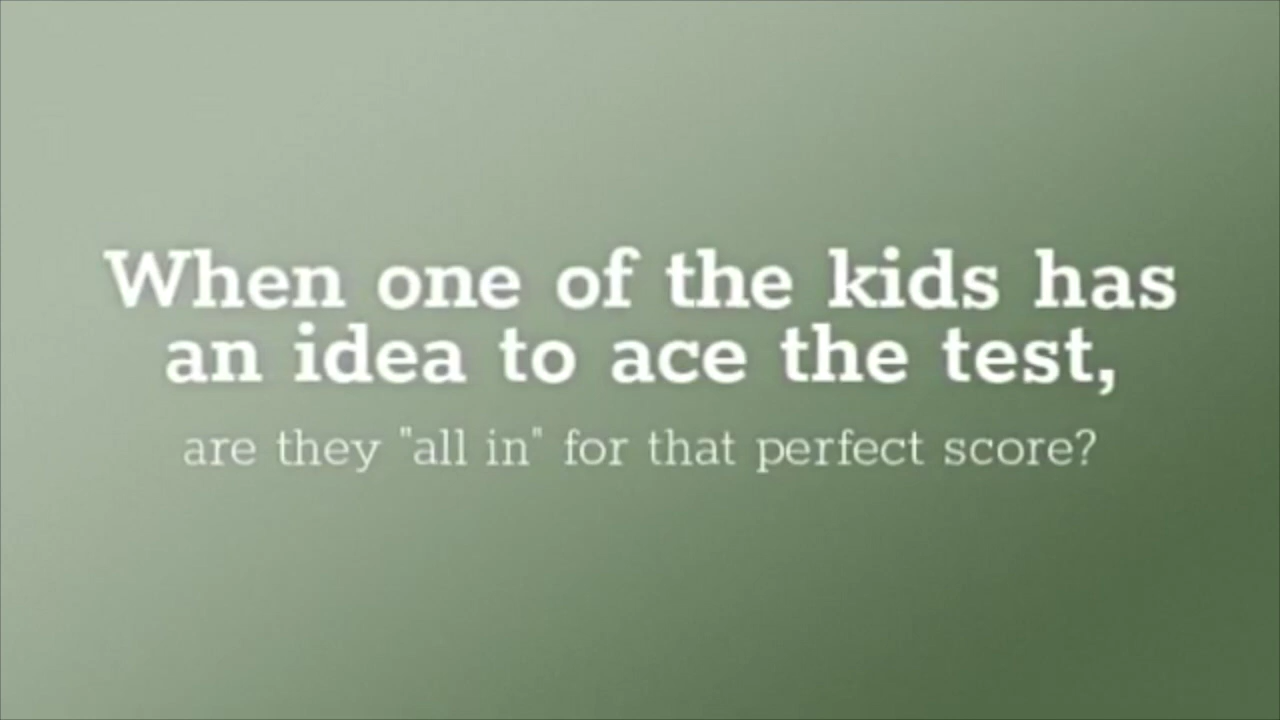 When one of the kids has
an idea to ace the test,
are they "all in" for that perfect score?